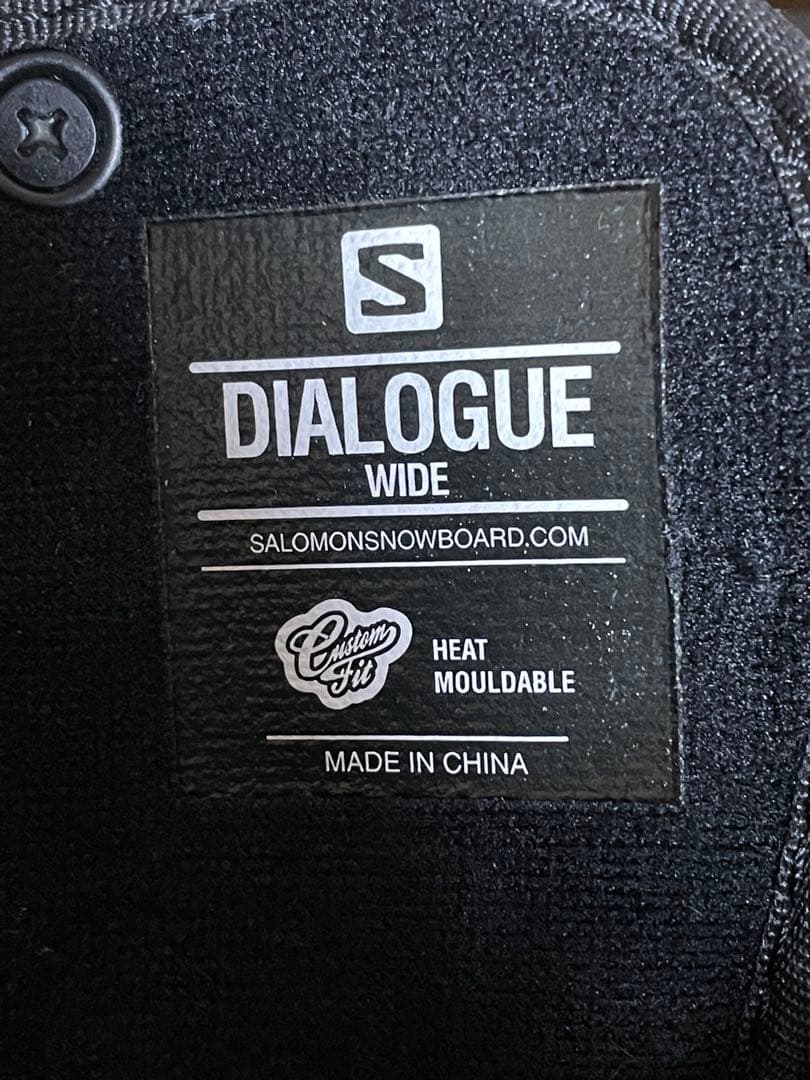 S
DIALOGUE
WIDE
SALOMONSNOWBOARD.COM
Custom Fit
HEAT
MOULDABLE
MADE IN CHINA